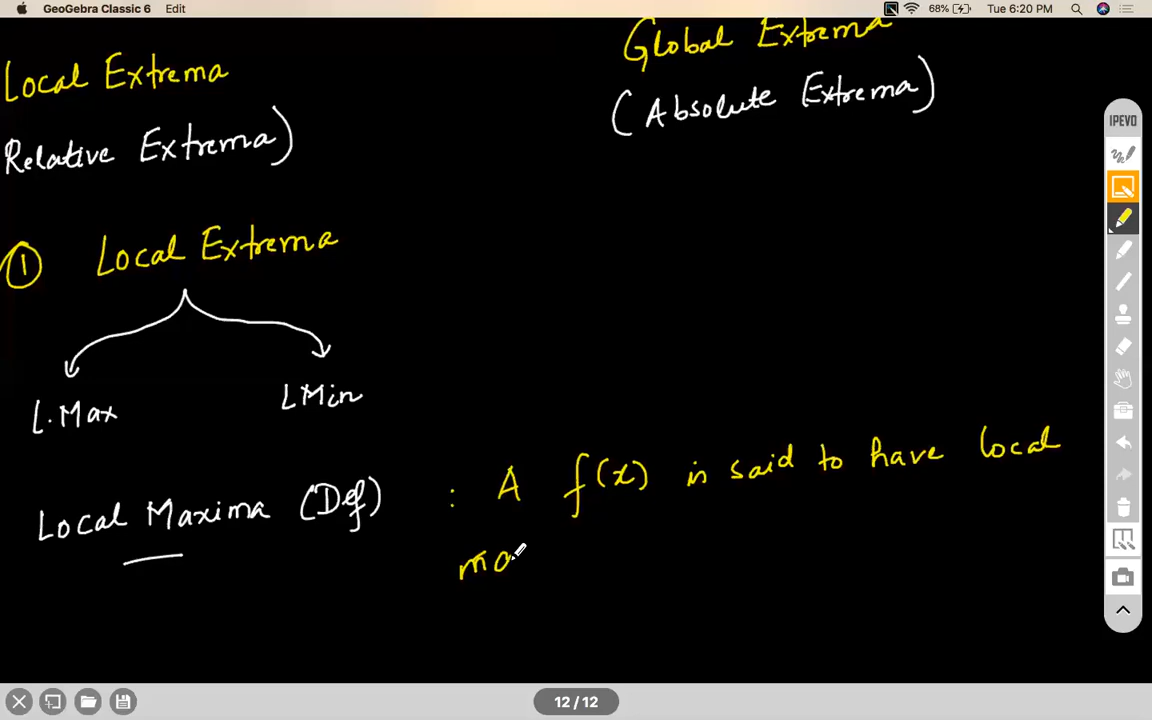 GeoGebra Classic 6 Edit
68% Tue 6:20 PM
Global Extrema
(Absolute Extrema)
Local Extrema
Relative Extrema)
IPEVO
1 Local Extrema
L.Max
LMin
Local Maxima (Def) : A f(x) is said to have local
ma
12 / 12